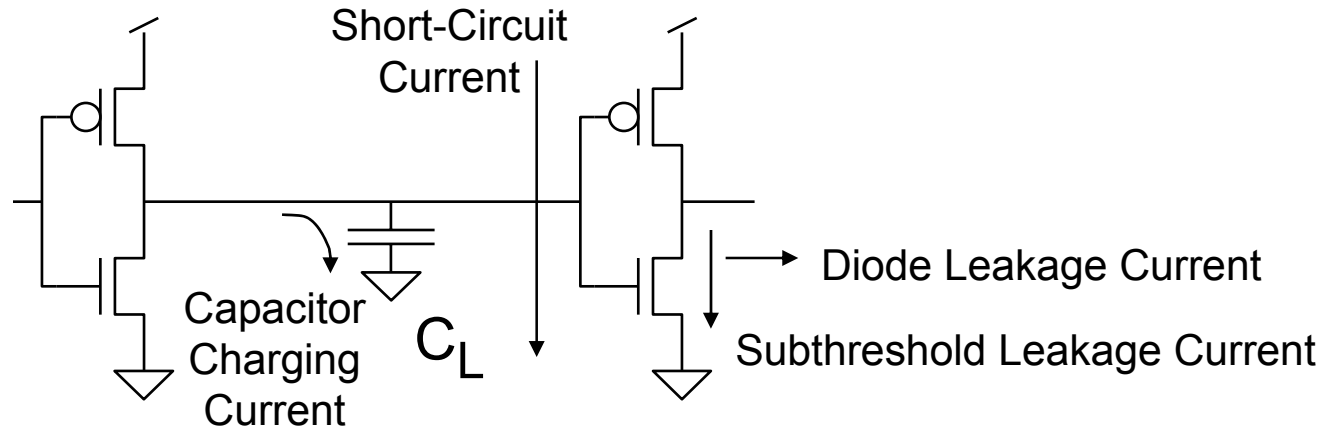 Short-Circuit
Current
Capacitor
Charging
Current
C_L
Diode Leakage Current
Subthreshold Leakage Current